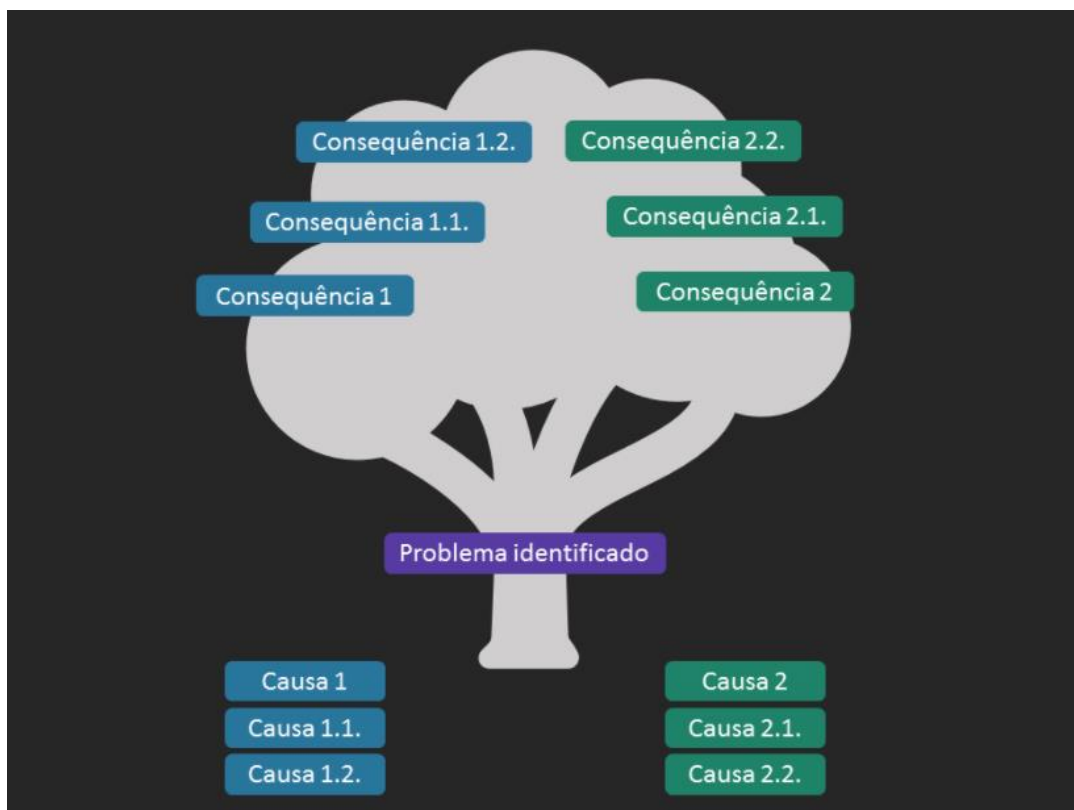 Consequência 1.2.
Consequência 2.2.
Consequência 1.1.
Consequência 2.1.
Consequência 1
Consequência 2
Problema identificado
Causa 1
Causa 2
Causa 1.1.
Causa 2.1.
Causa 1.2.
Causa 2.2.